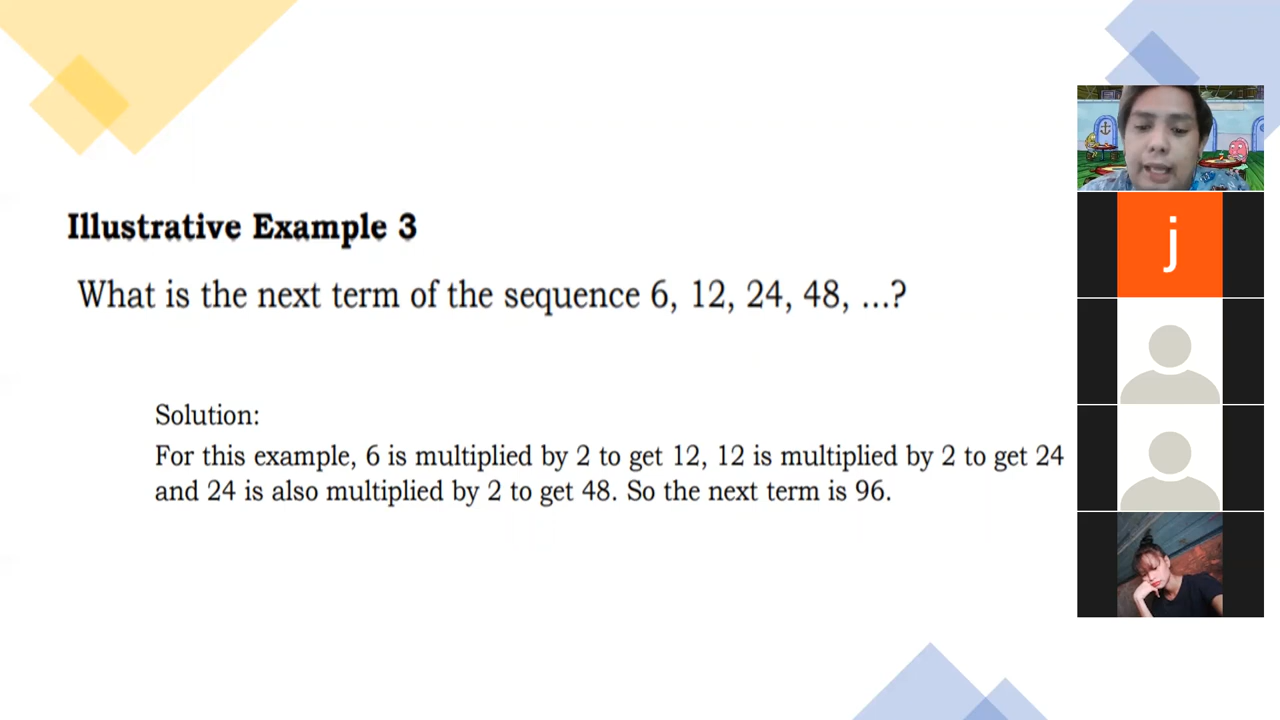 Illustrative Example 3
What is the next term of the sequence 6, 12, 24, 48, ...?
Solution:
For this example, 6 is multiplied by 2 to get 12, 12 is multiplied by 2 to get 24
and 24 is also multiplied by 2 to get 48. So the next term is 96.
j